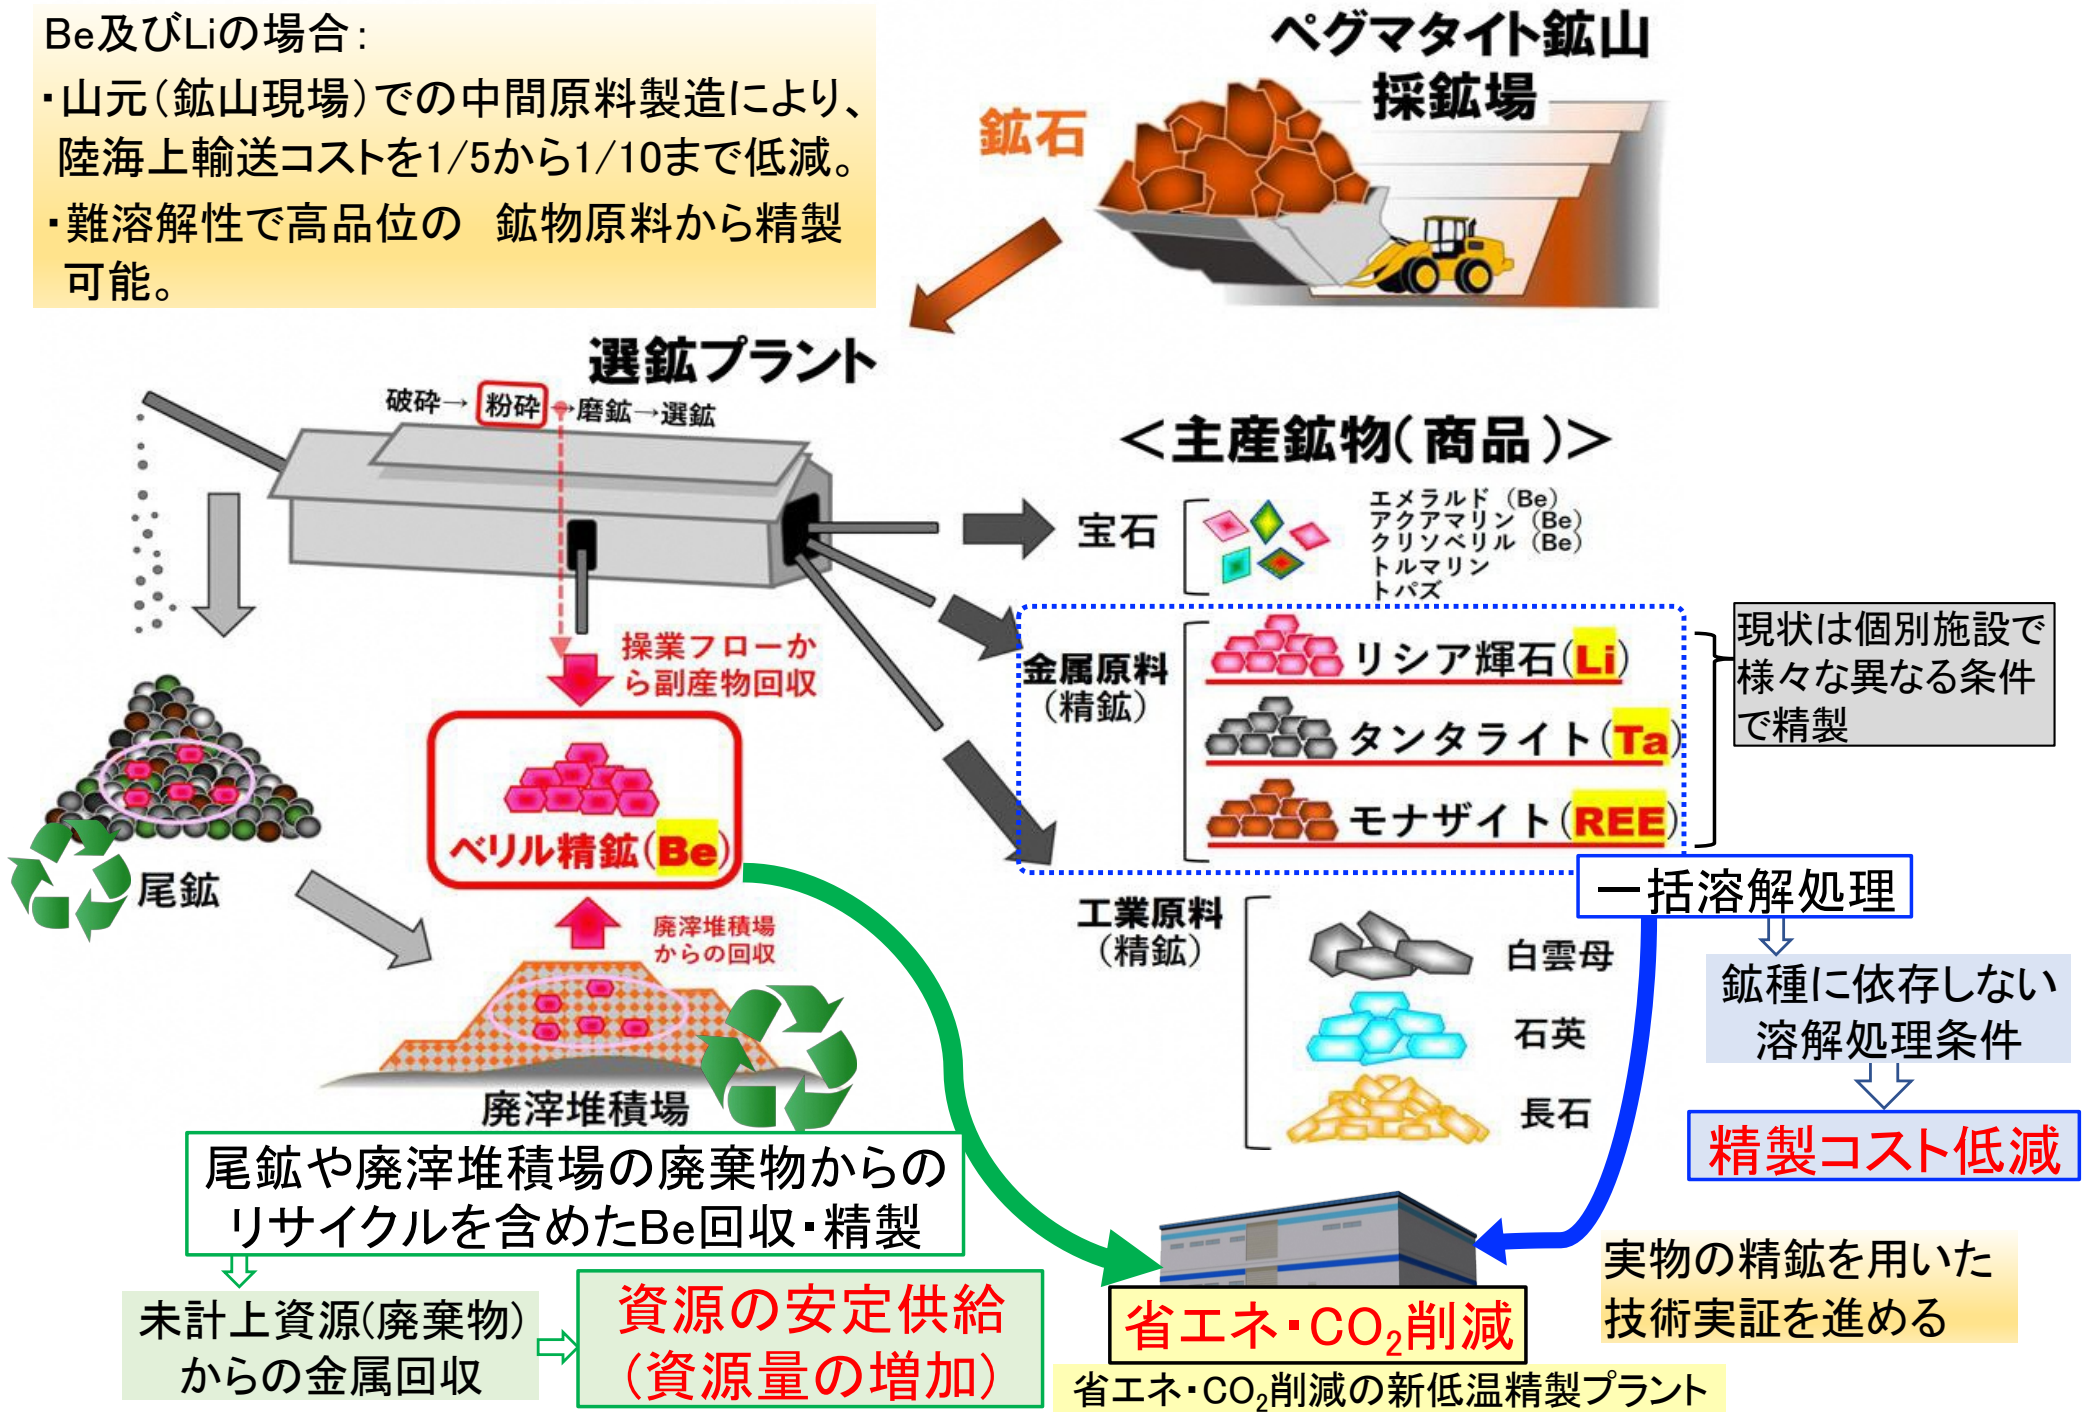 Be及びLiの場合：
・山元（鉱山現場）での中間原料製造により、
陸海上輸送コストを1/5から1/10まで低減。
・難溶解性で高品位の　鉱物原料から精製
可能。
ペグマタイト鉱山
採鉱場
鉱石
選鉱プラント
破砕→粉砕→磨鉱→選鉱
＜主産鉱物（商品）＞
宝石
エメラルド（Be）
アクアマリン（Be）
クリソベリル（Be）
トルマリン
トパズ
操業フローか
ら副産物回収
金属原料
（精鉱）
リシア輝石（Li）
タンタライト（Ta）
モナザイト（REE）
現状は個別施設で
様々な異なる条件
で精製
ベリル精鉱（Be）
尾鉱
廃滓堆積場
からの回収
廃滓堆積場
工業原料
（精鉱）
白雲母
石英
長石
一括溶解処理
鉱種に依存しない
溶解処理条件
精製コスト低減
尾鉱や廃滓堆積場の廃棄物からの
リサイクルを含めたBe回収・精製
未計上資源(廃棄物)
からの金属回収
資源の安定供給
（資源量の増加）
省エネ・CO₂削減
省エネ・CO₂削減の新低温精製プラント
実物の精鉱を用いた
技術実証を進める